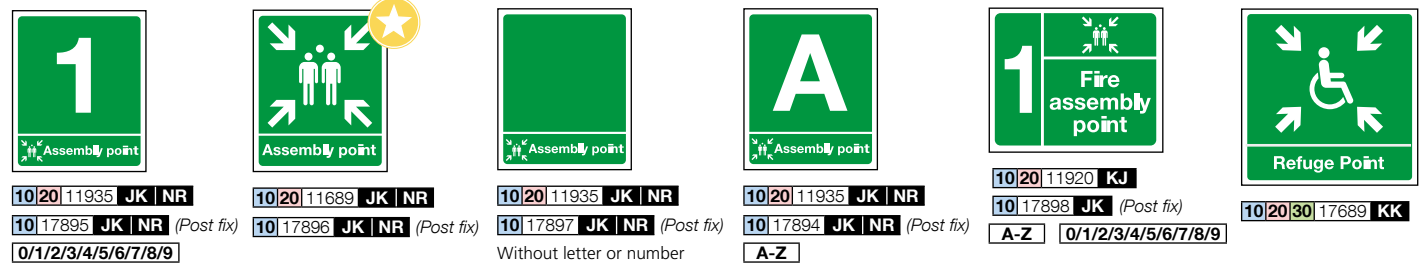 1
Assembly point
10 20 11935 JK NR
10 17895 JK NR (Post fix)
0/1/2/3/4/5/6/7/8/9
Assembly point
10 20 11689 JK NR
10 17896 JK NR (Post fix)
Assembly point
10 20 11935 JK NR
10 17897 JK NR (Post fix)
Without letter or number
A
Assembly point
10 20 11935 JK NR
10 17894 JK NR (Post fix)
A-Z
1
Fire
assembly
point
10 20 11920 KJ
10 17898 JK (Post fix)
A-Z 0/1/2/3/4/5/6/7/8/9
Refuge Point
10 20 30 17689 KK